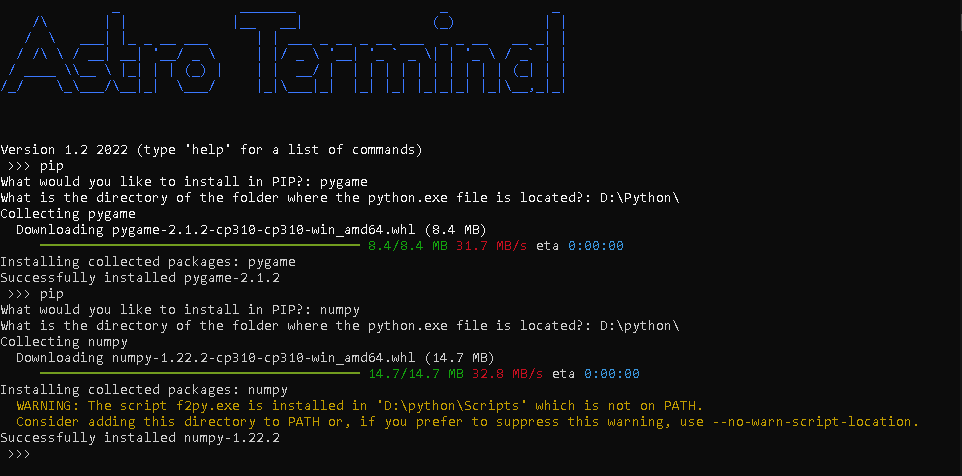 Astro Terminal
Version 1.2 2022 (type 'help' for a list of commands)
>>> pip
What would you like to install in PIP?: pygame
What is the directory of the folder where the python.exe file is located?: D:\Python\
Collecting pygame
Downloading pygame-2.1.2-cp310-cp310-win_amd64.whl (8.4 MB)
8.4/8.4 MB 31.7 MB/s eta 0:00:00
Installing collected packages: pygame
Successfully installed pygame-2.1.2
>>> pip
What would you like to install in PIP?: numpy
What is the directory of the folder where the python.exe file is located?: D:\python\
Collecting numpy
Downloading numpy-1.22.2-cp310-cp310-win_amd64.whl (14.7 MB)
14.7/14.7 MB 32.8 MB/s eta 0:00:00
Installing collected packages: numpy
WARNING: The script f2py.exe is installed in 'D:\python\Scripts' which is not on PATH.
Consider adding this directory to PATH or, if you prefer to suppress this warning, use --no-warn-script-location.
Successfully installed numpy-1.22.2
>>>